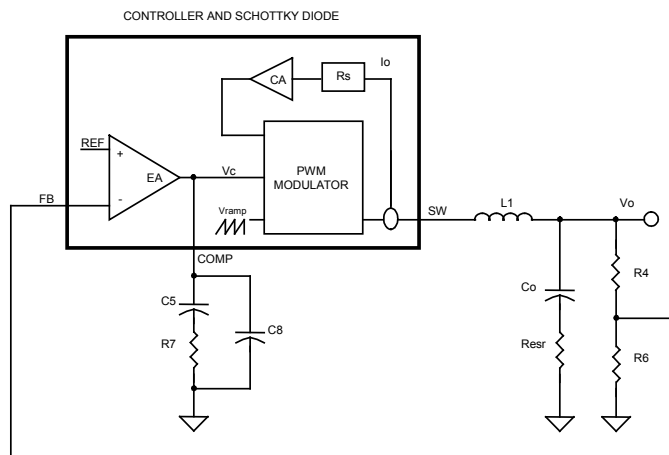 CONTROLLER AND SCHOTTKY DIODE
Io
CA
Rs
REF
+
EA
-
Vc
PWM
MODULATOR
FB
Vramp
SW
L1
Vo
COMP
C5
R7
C8
Co
Resr
R4
R6